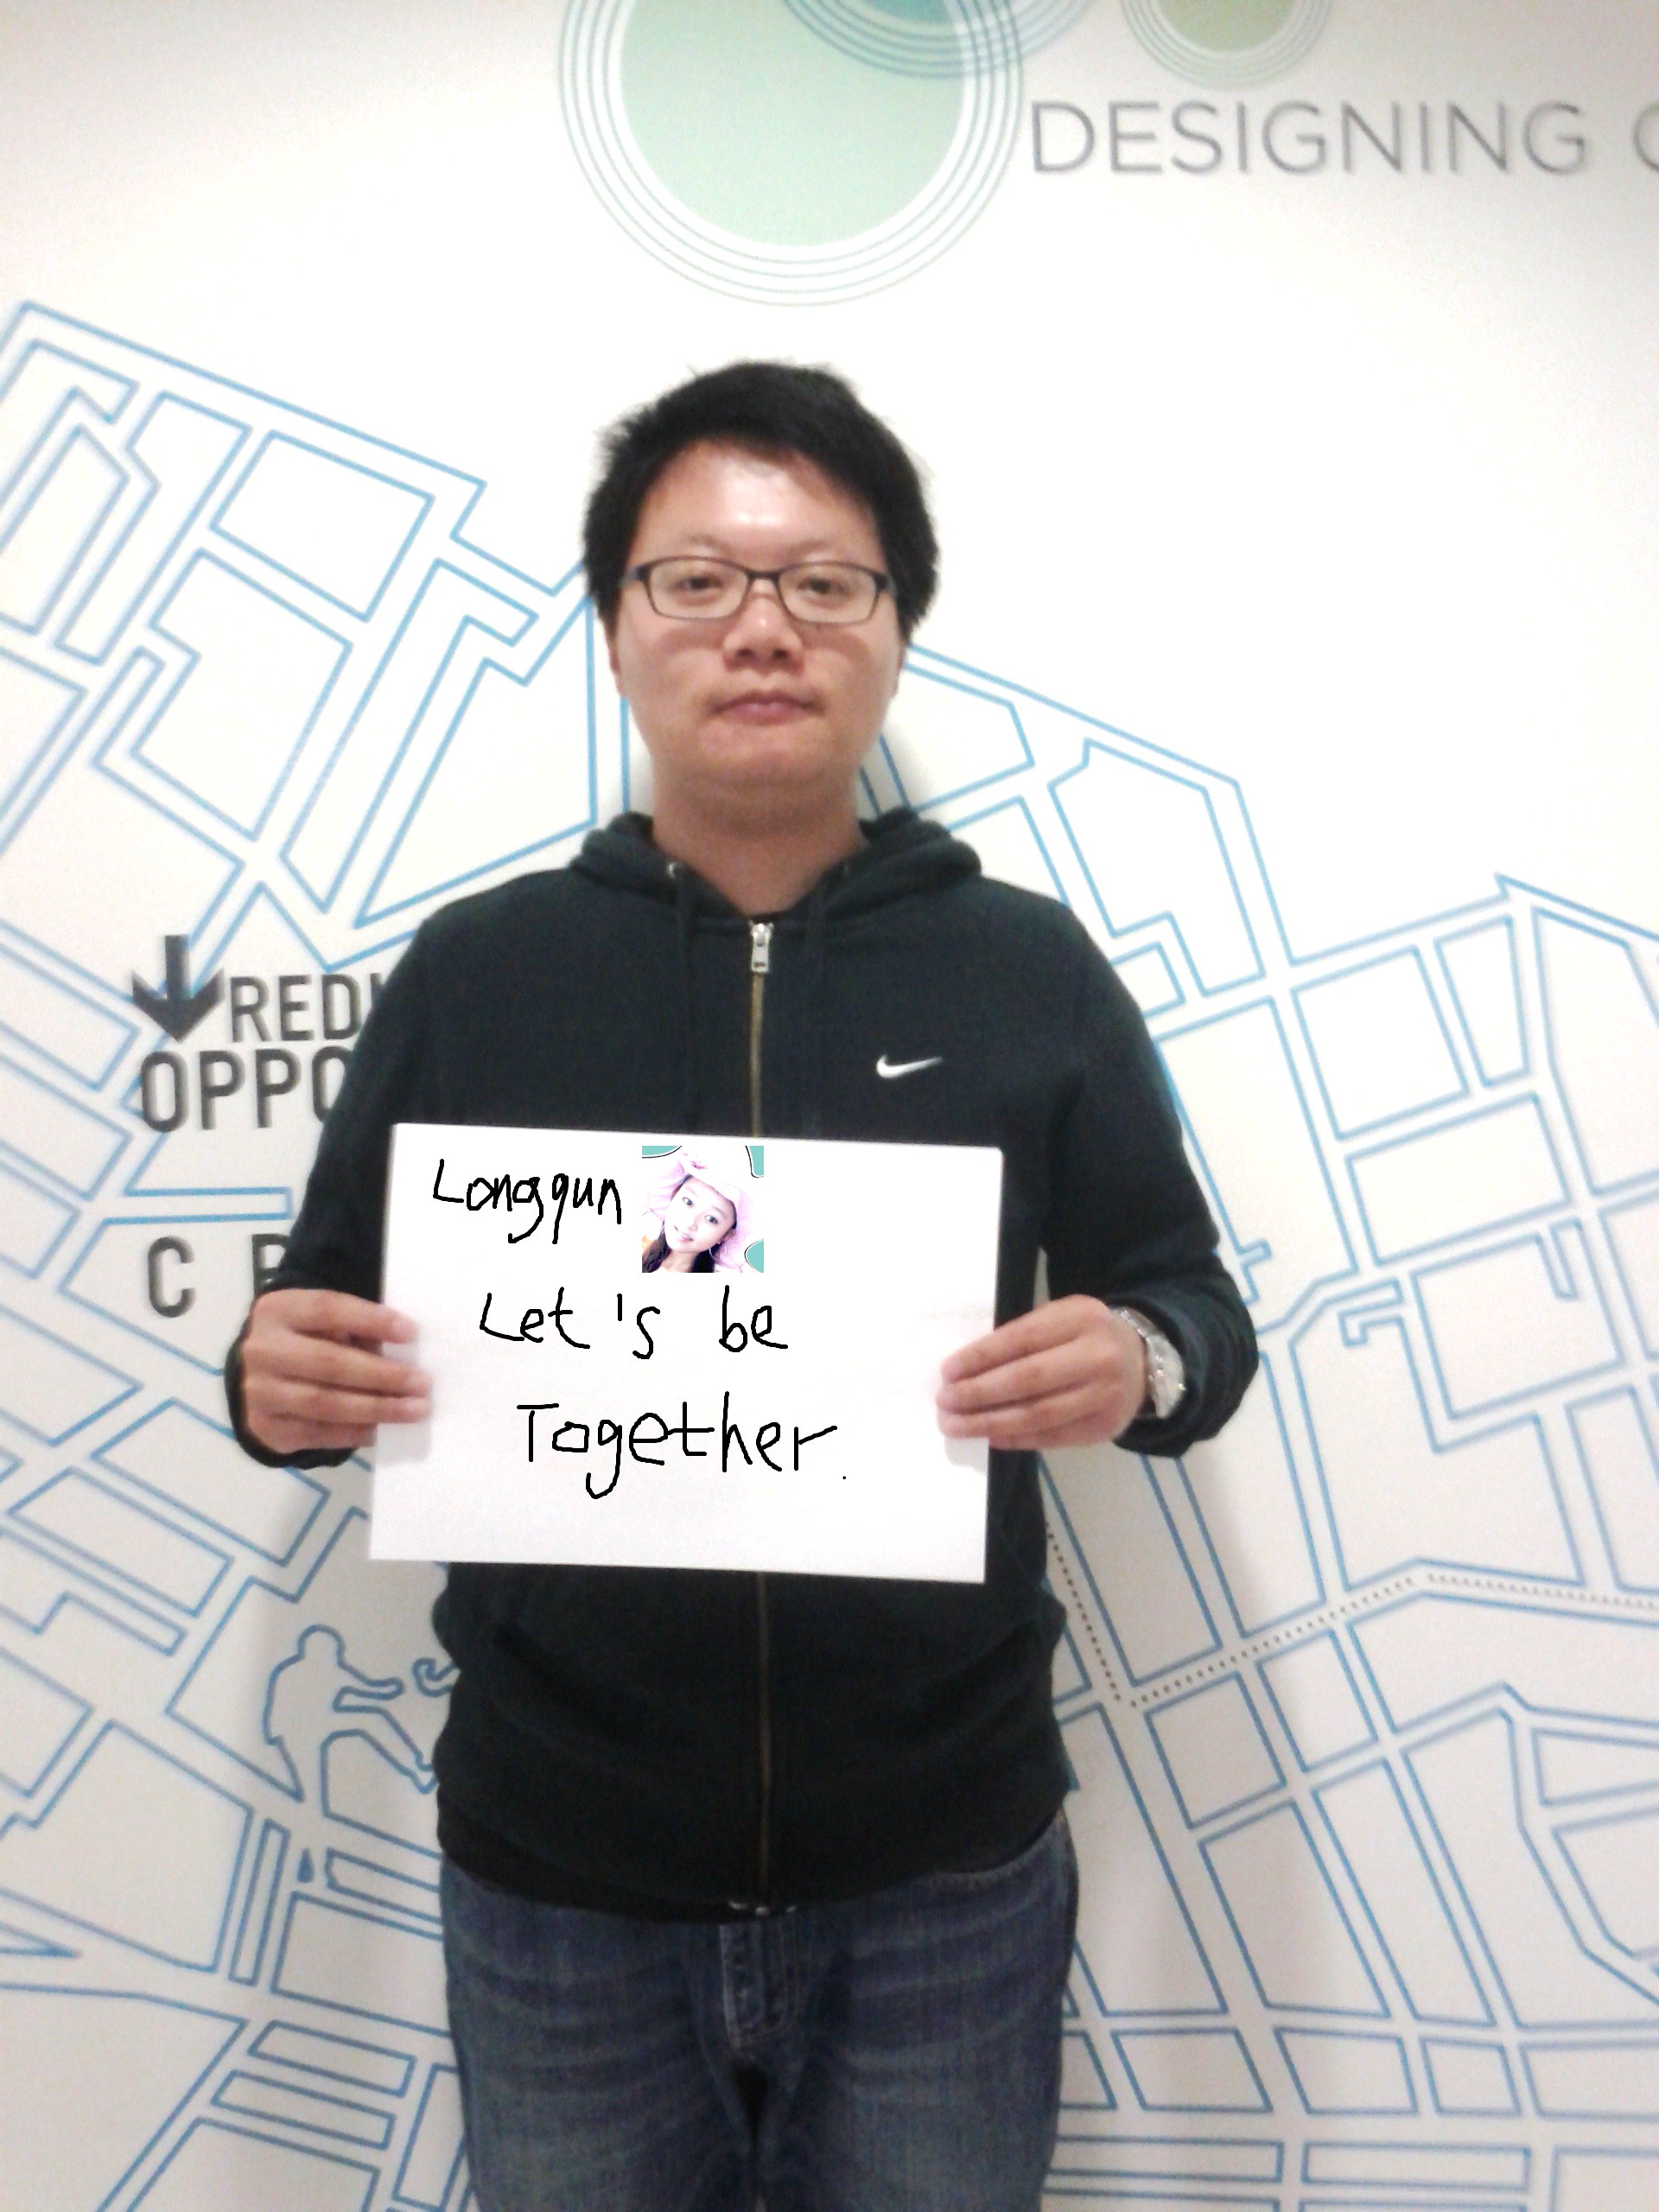 DESIGNING
REDU
OPPO
C
Longqun
Let's be
Together.